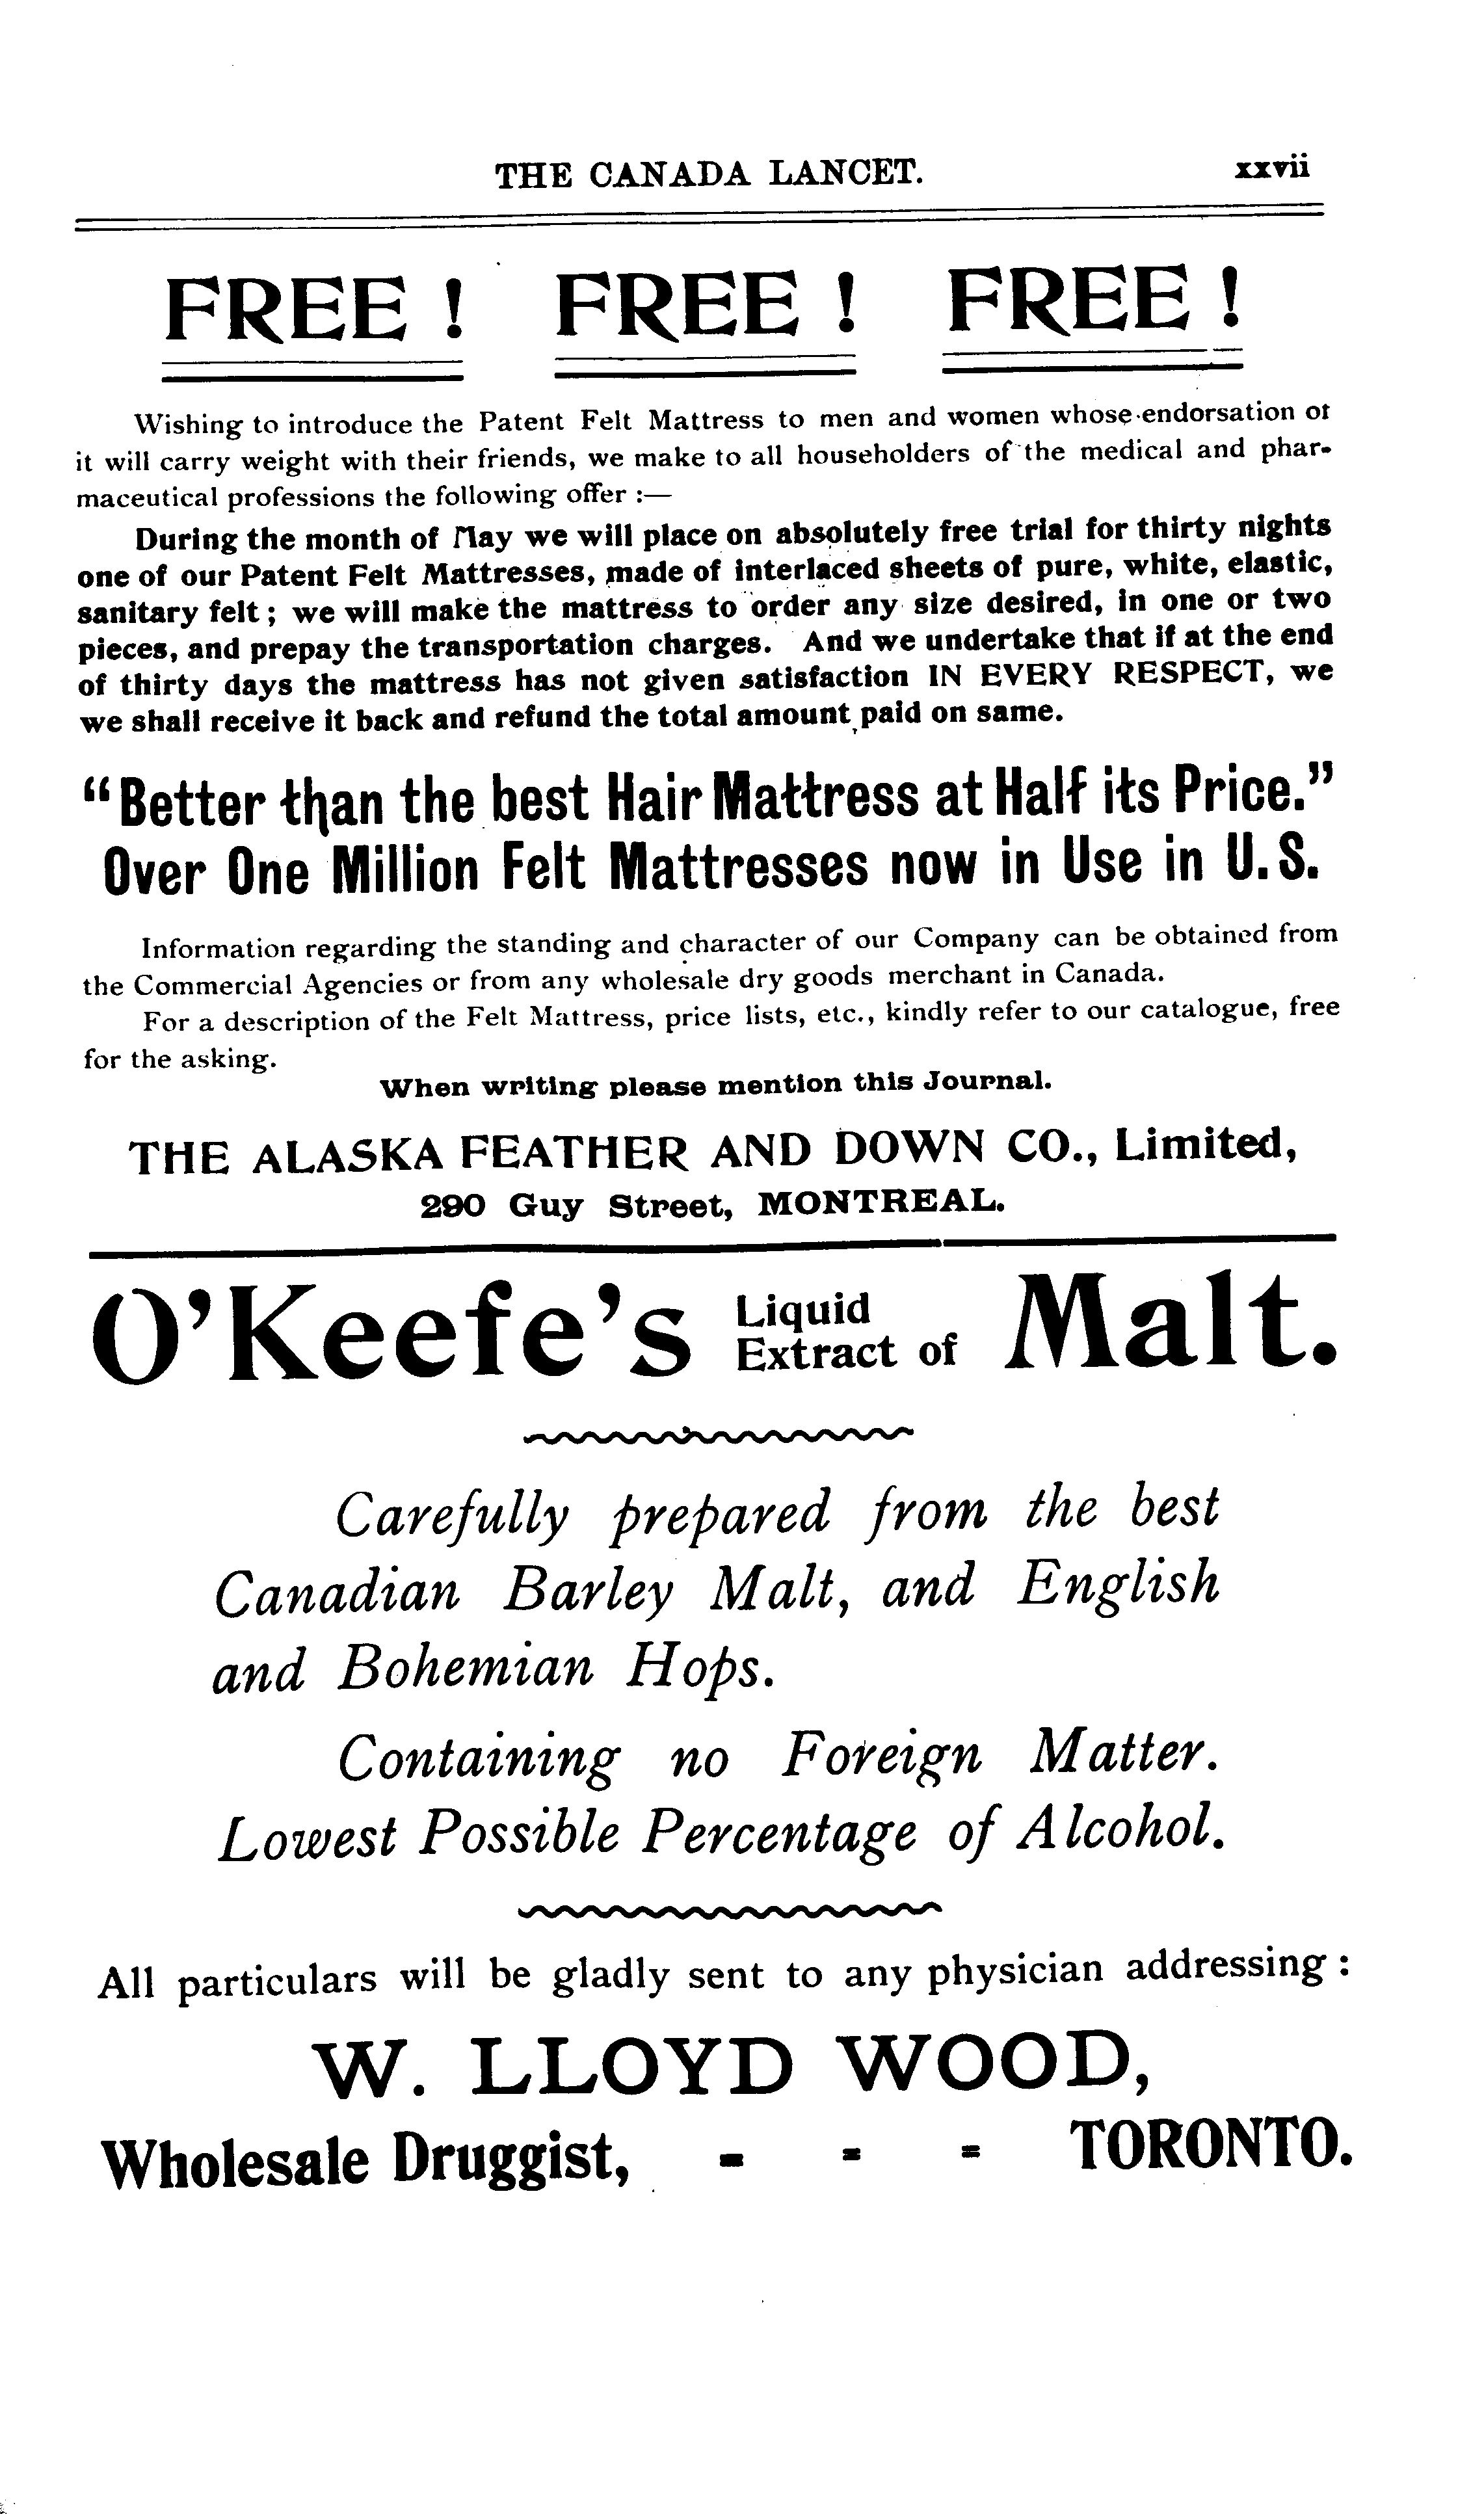 THE CANADA LANCET. xxvii
FREE ! FREE ! FREE !
Wishing to introduce the Patent Felt Mattress to men and women whose endorsation of
it will carry weight with their friends, we make to all householders of the medical and phar-
maceutical professions the following offer :—
During the month of May we will place on absolutely free trial for thirty nights
one of our Patent Felt Mattresses, made of interlaced sheets of pure, white, elastic,
sanitary felt ; we will make the mattress to order any size desired, in one or two
pieces, and prepay the transportation charges. And we undertake that if at the end
of thirty days the mattress has not given satisfaction IN EVERY RESPECT, we
we shall receive it back and refund the total amount paid on same.
“Better than the best Hair Mattress at Half its Price.”
Over One Million Felt Mattresses now in Use in U.S.
Information regarding the standing and character of our Company can be obtained from
the Commercial Agencies or from any wholesale dry goods merchant in Canada.
For a description of the Felt Mattress, price lists, etc., kindly refer to our catalogue, free
for the asking.
When writing please mention this Journal.
THE ALASKA FEATHER AND DOWN CO., Limited,
290 Guy Street, MONTREAL.
O’Keefe’s Liquid Extract of Malt.
Carefully prepared from the best
Canadian Barley Malt, and English
and Bohemian Hops.
Containing no Foreign Matter.
Lowest Possible Percentage of Alcohol.
All particulars will be gladly sent to any physician addressing :
W. LLOYD WOOD,
Wholesale Druggist, - - - TORONTO.